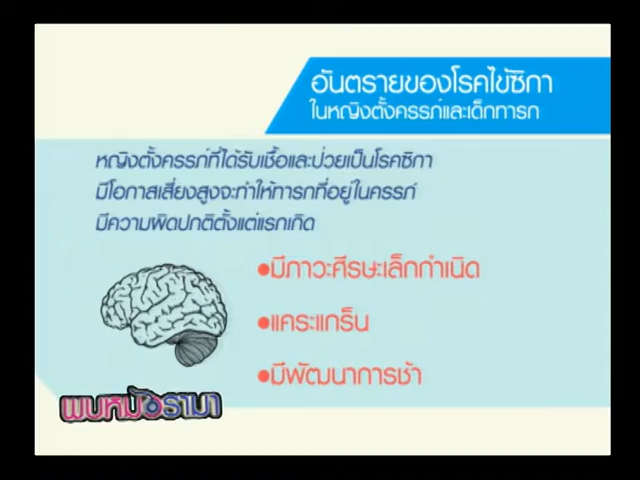 อันตรายของโรคไข้ซิกา
ในหญิงตั้งครรภ์และเด็กทารก
หญิงตั้งครรภ์ที่ได้รับเชื้อและป่วยเป็นโรคซิกา
มีโอกาสเสี่ยงสูงจะทำให้ทารกที่อยู่ในครรภ์
มีความผิดปกติตั้งแต่แรกเกิด
•มีภาวะศีรษะเล็กกำเนิด
•แคระแกร็น
•มีพัฒนาการช้า
พบหมอรามา